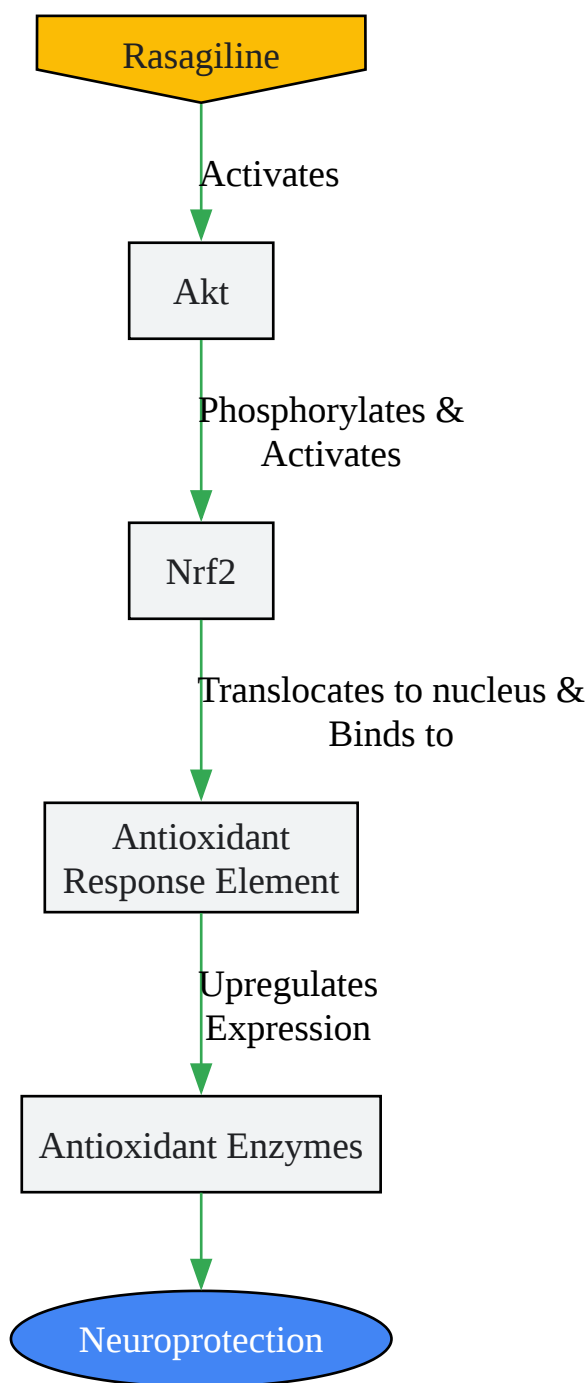 Rasagiline
Activates
Akt
Phosphorylates &
Activates
Nrf2
Translocates to nucleus &
Binds to
Antioxidant
Response Element
Upregulates
Expression
Antioxidant Enzymes
Neuroprotection